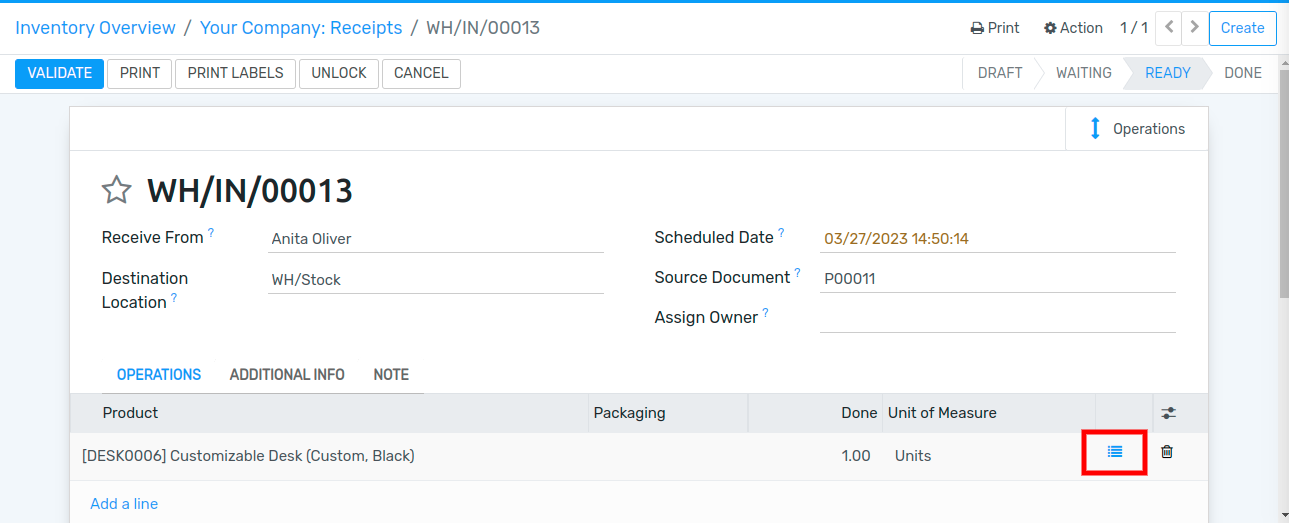 Inventory Overview / Your Company: Receipts / WH/IN/00013 Print Action 1 / 1 Create
VALIDATE PRINT PRINT LABELS UNLOCK CANCEL DRAFT WAITING READY DONE
Operations
WH/IN/00013
Receive From ? Anita Oliver Scheduled Date ? 03/27/2023 14:50:14
Destination Location ? WH/Stock Source Document ? P00011
Assign Owner ?
OPERATIONS ADDITIONAL INFO NOTE
Product Packaging Done Unit of Measure
[DESK0006] Customizable Desk (Custom, Black) 1.00 Units
Add a line